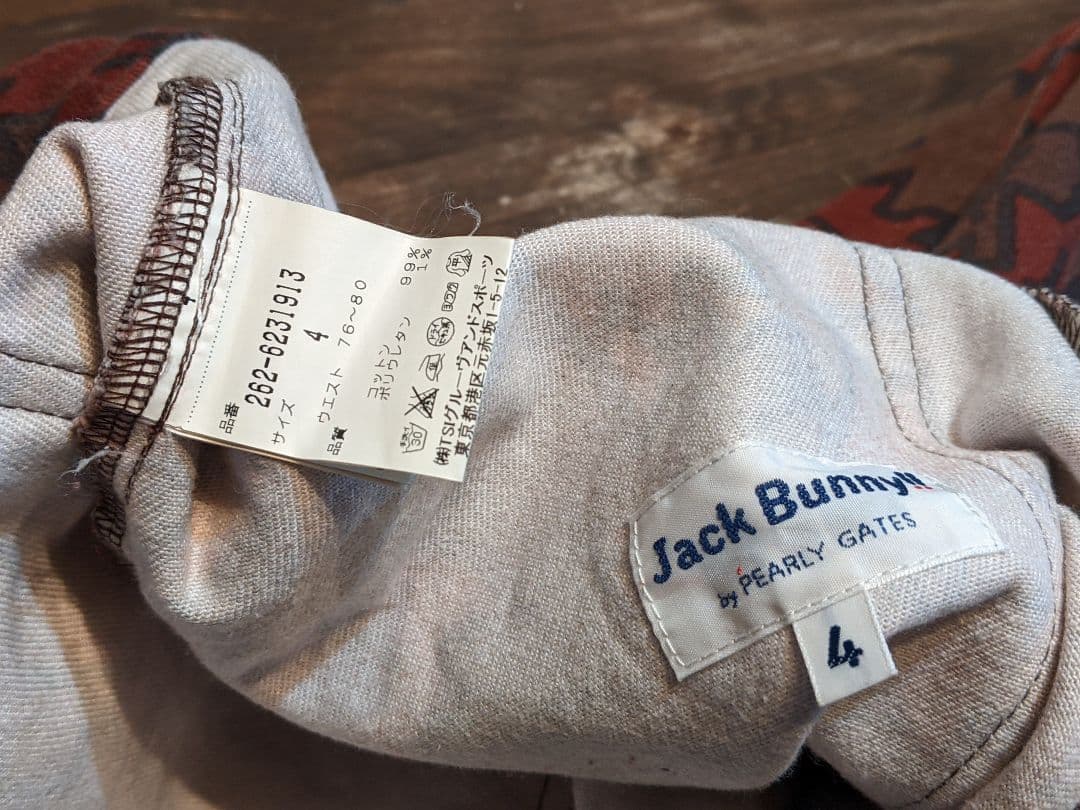 品番
262-6231913
サイズ 4
ウエスト 76～80
品質
コットン 99%
ポリウレタン 1%
(株)TSIグルーヴアンドスポーツ
東京都港区元赤坂1-5-12
Jack Bunny!!
by PEARLY GATES
4